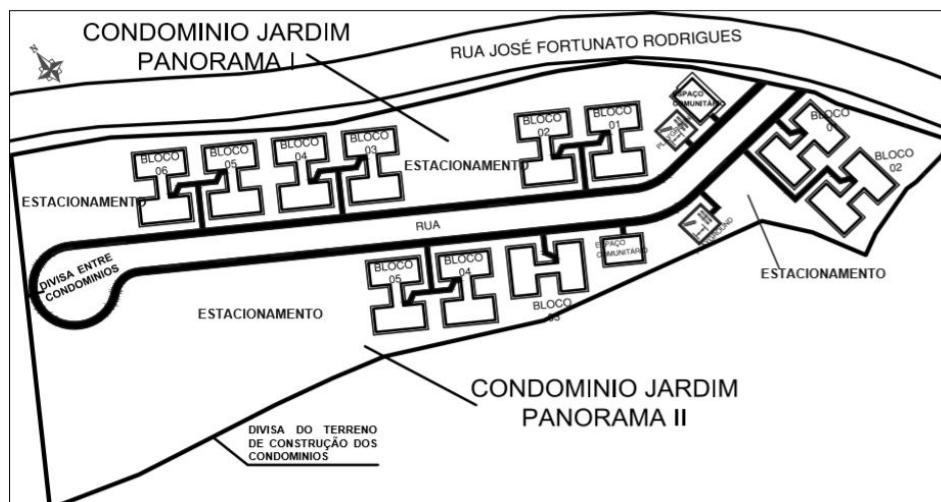 CONDOMINIO JARDIM
PANORAMA I
RUA JOSÉ FORTUNATO RODRIGUES
N
ESPAÇO
COMUNITÁRIO
BLOCO
01
BLOCO
02
BLOCO
01
BLOCO
02
BLOCO
03
BLOCO
04
BLOCO
05
BLOCO
06
ESTACIONAMENTO
ESTACIONAMENTO
RUA
DIVISA ENTRE
CONDOMINIOS
ESPAÇO
COMUNITÁRIO
ESTACIONAMENTO
BLOCO
05
BLOCO
04
BLOCO
03
ESTACIONAMENTO
CONDOMINIO JARDIM
PANORAMA II
DIVISA DO TERRENO
DE CONSTRUÇÃO DOS
CONDOMINIOS